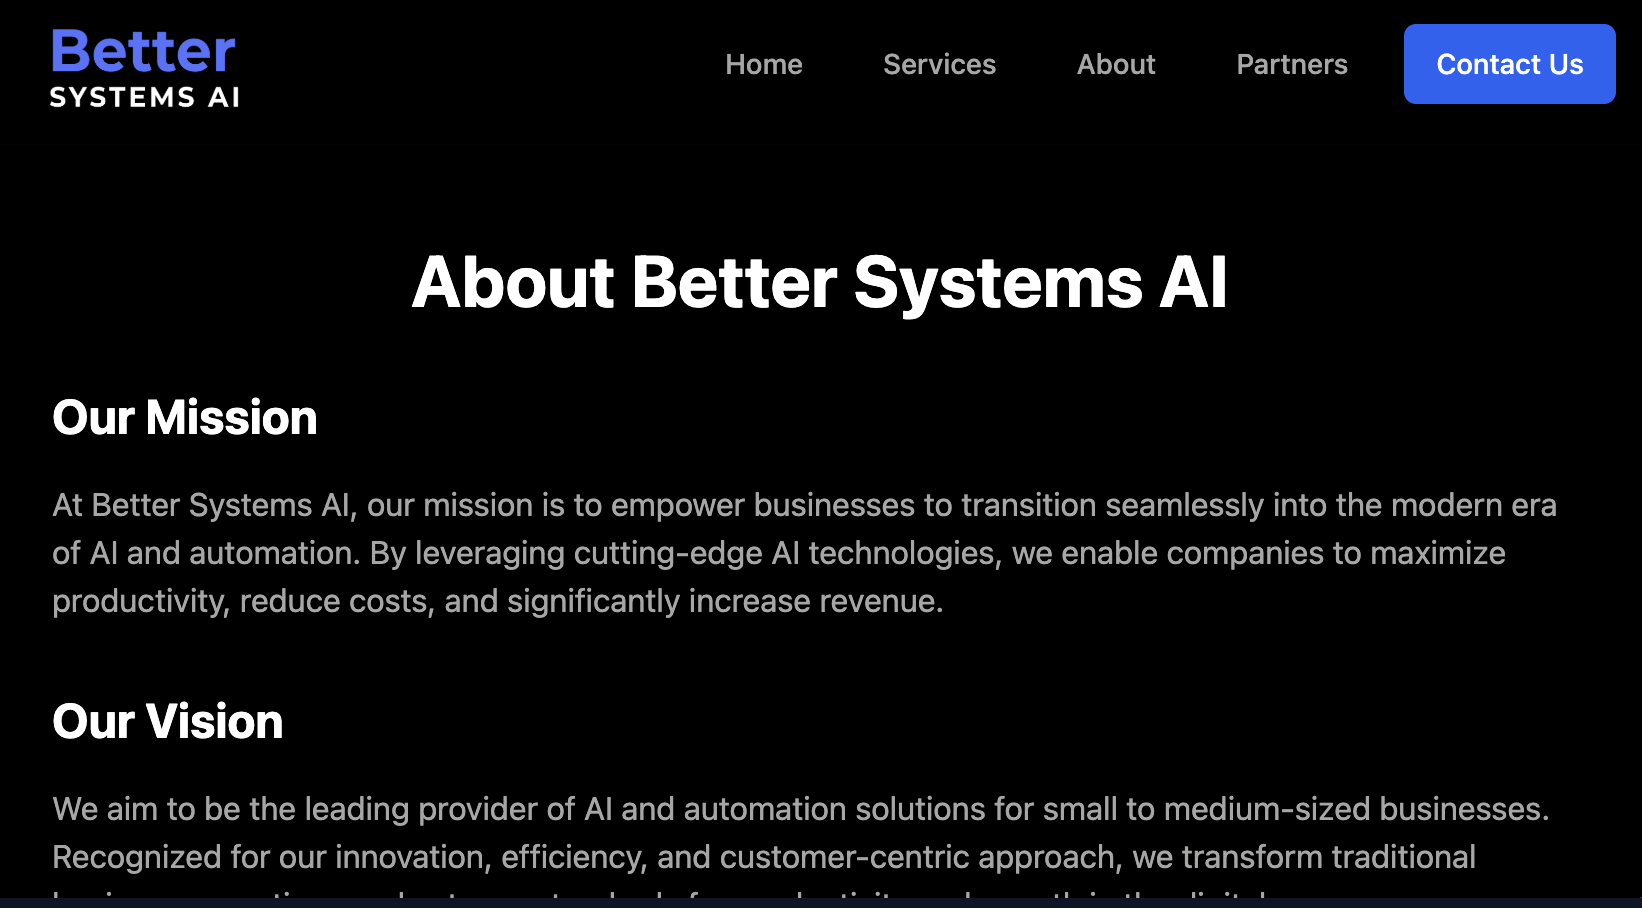 Better
SYSTEMS AI
Home
Services
About
Partners
Contact Us
About Better Systems AI
Our Mission
At Better Systems AI, our mission is to empower businesses to transition seamlessly into the modern era
of AI and automation. By leveraging cutting-edge AI technologies, we enable companies to maximize
productivity, reduce costs, and significantly increase revenue.
Our Vision
We aim to be the leading provider of AI and automation solutions for small to medium-sized businesses.
Recognized for our innovation, efficiency, and customer-centric approach, we transform traditional